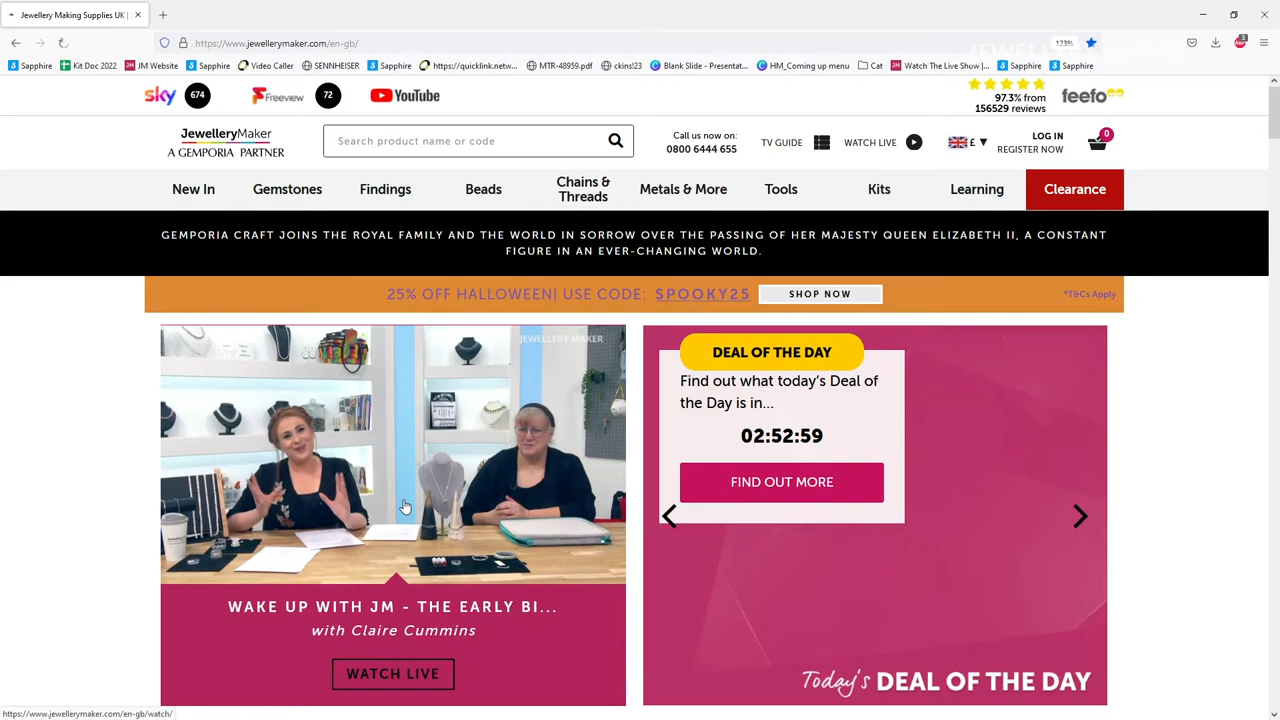 Jewellery Making Supplies UK |
https://www.jewellerymaker.com/en-gb/
123%
3
Sapphire
Kit Doc 2022
JM Website
Sapphire
Video Caller
SENNHEISER
Sapphire
https://quicklink.netw...
MTR-48959.pdf
ckins!23
Blank Slide - Presentat...
HM_Coming up menu
Cat
Watch The Live Show |...
Sapphire
Sapphire
sky 674
Freeview 72
YouTube
97.3% from
156529 reviews
feefo
JewelleryMaker
A GEMPORIA PARTNER
Search product name or code
Call us now on:
0800 6444 655
TV GUIDE
WATCH LIVE
£ ▼
LOG IN
REGISTER NOW
0
New In
Gemstones
Findings
Beads
Chains &
Threads
Metals & More
Tools
Kits
Learning
Clearance
GEMPORIA CRAFT JOINS THE ROYAL FAMILY AND THE WORLD IN SORROW OVER THE PASSING OF HER MAJESTY QUEEN ELIZABETH II, A CONSTANT
FIGURE IN AN EVER-CHANGING WORLD.
25% OFF HALLOWEEN| USE CODE: SPOOKY25 SHOP NOW
*T&Cs Apply
JEWELLERY MAKER
WAKE UP WITH JM - THE EARLY BI...
with Claire Cummins
WATCH LIVE
DEAL OF THE DAY
Find out what today's Deal of
the Day is in...
02:52:59
FIND OUT MORE
Today's DEAL OF THE DAY
https://www.jewellerymaker.com/en-gb/watch/